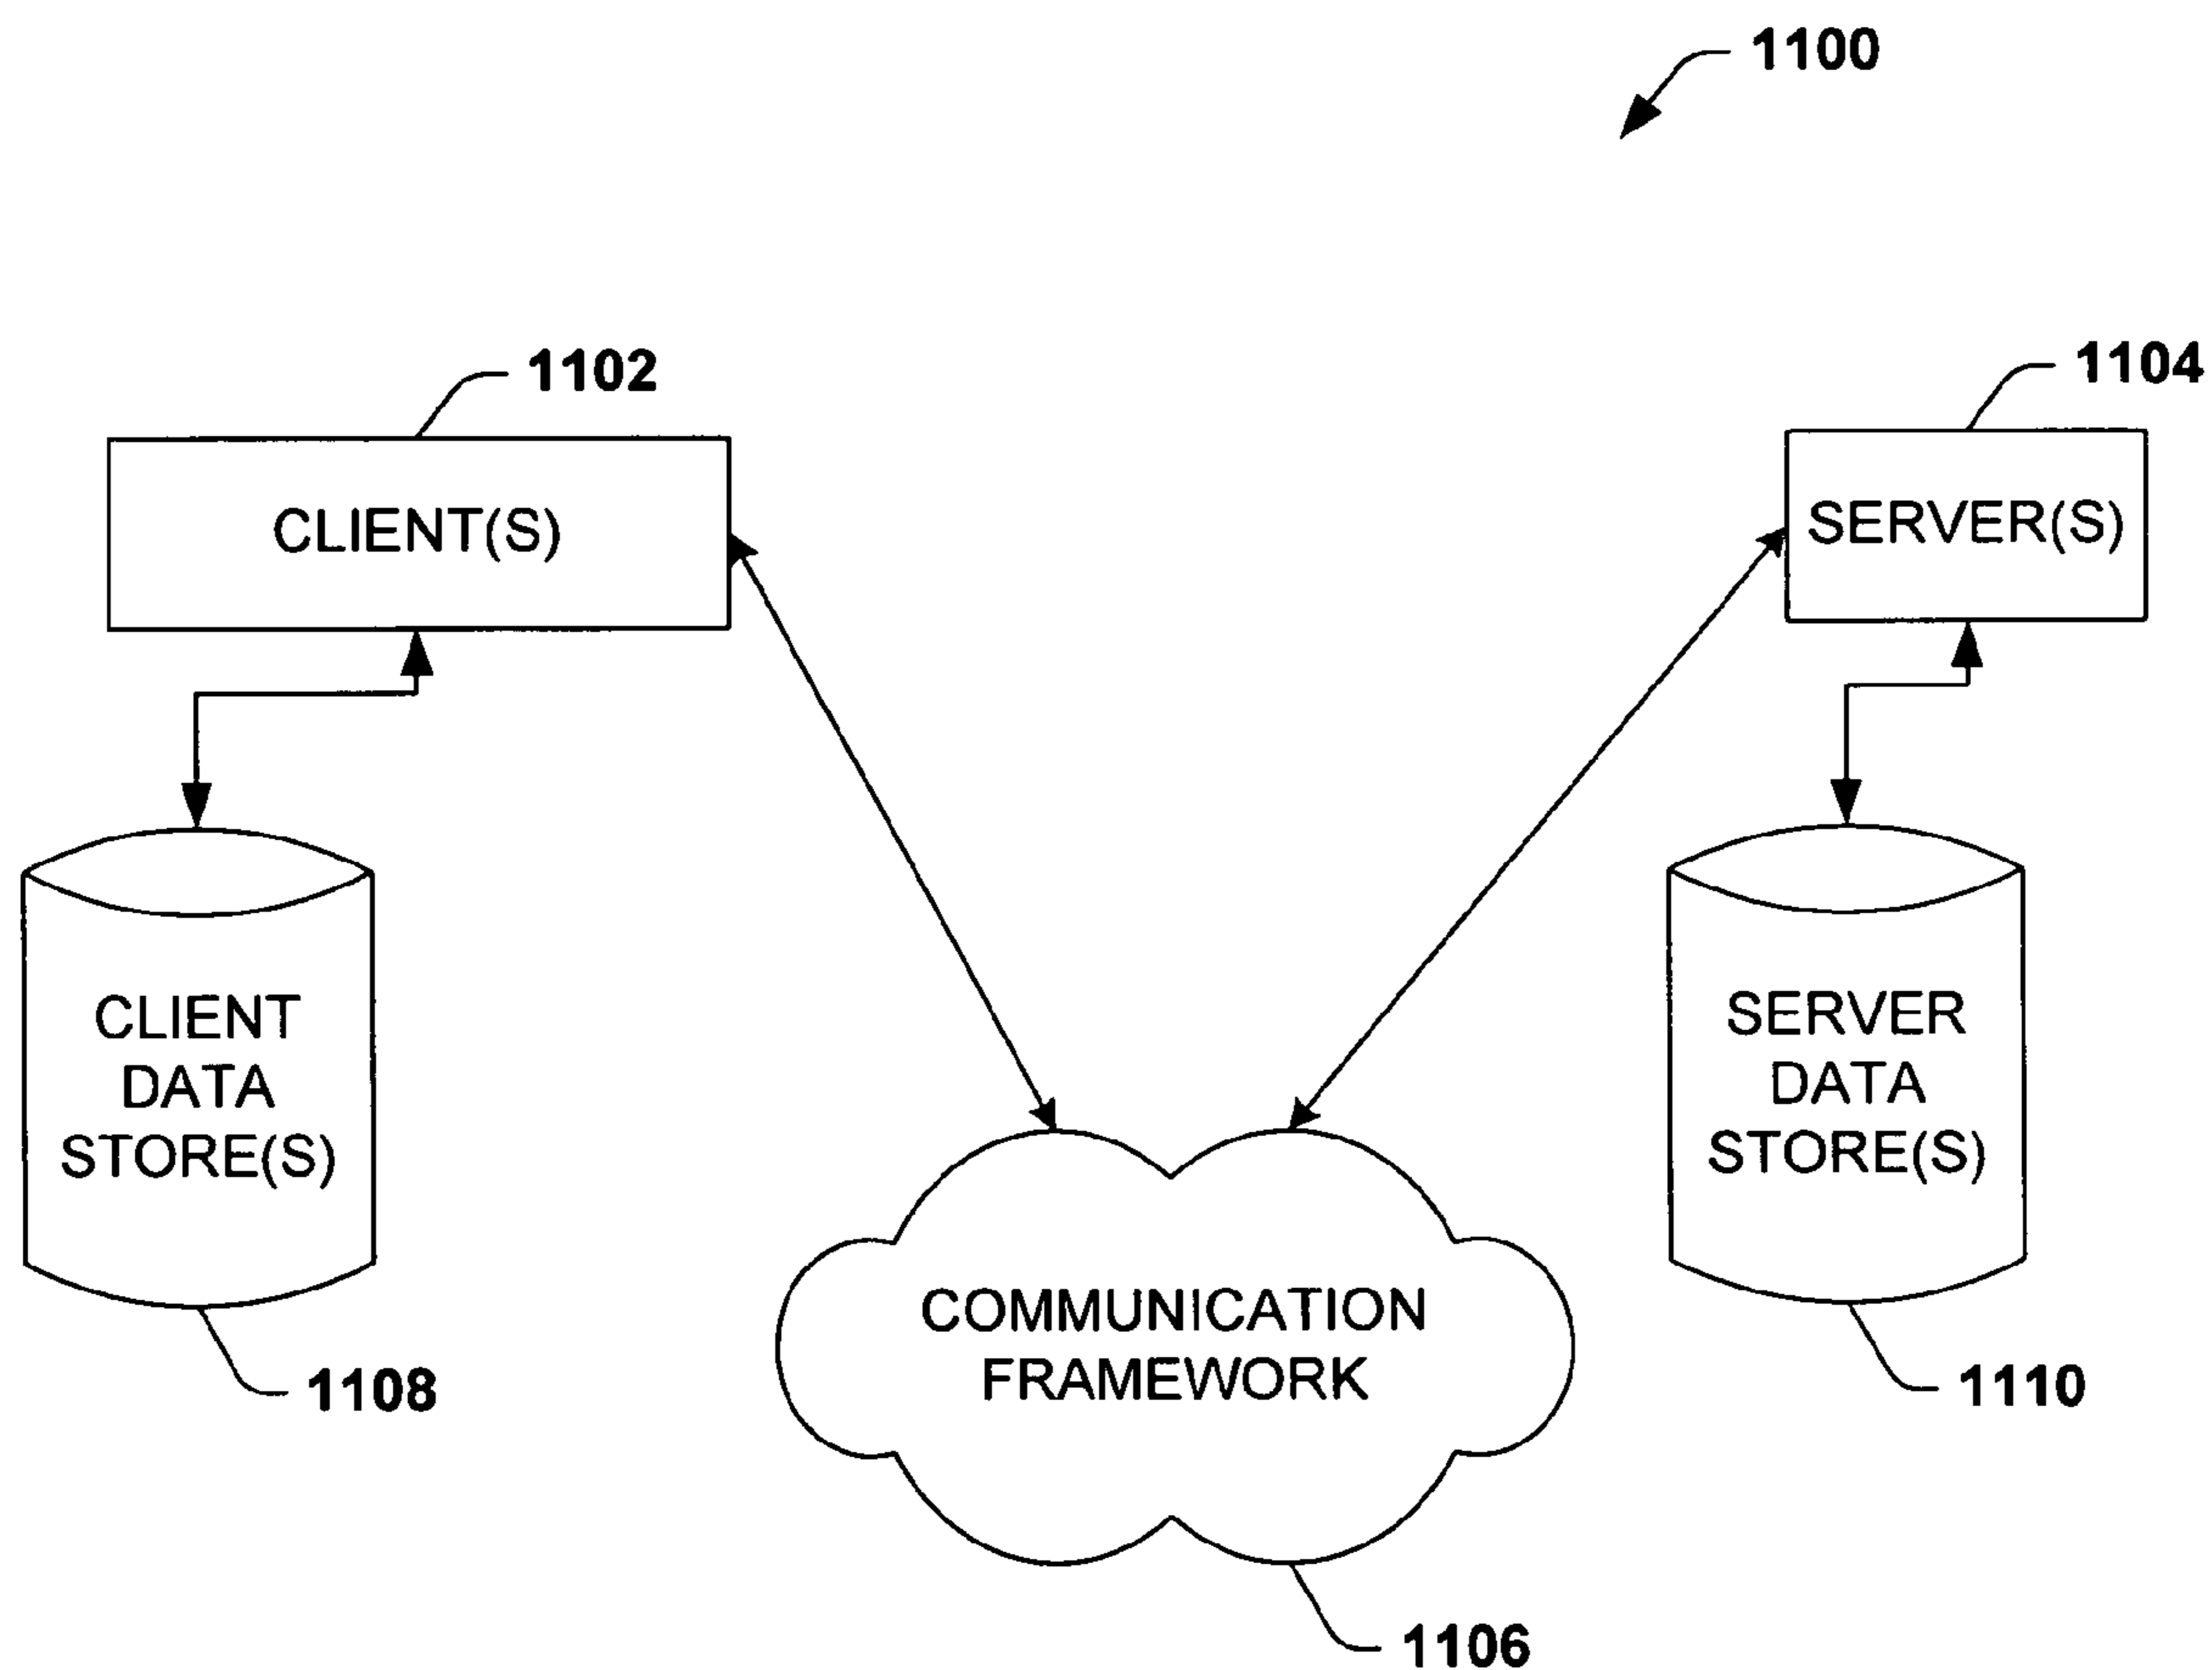 1100
1102
1104
CLIENT(S)
SERVER(S)
CLIENT
DATA
STORE(S)
SERVER
DATA
STORE(S)
COMMUNICATION
FRAMEWORK
1108
1110
1106